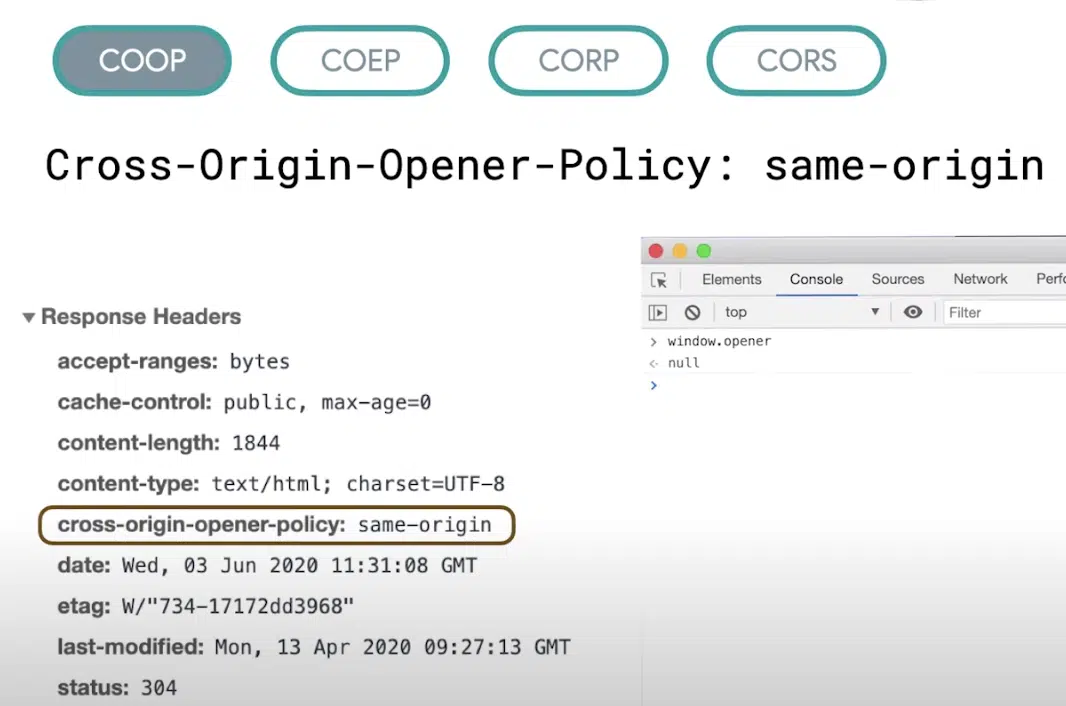 COOP COEP CORP CORS
Cross-Origin-Opener-Policy: same-origin
Response Headers
accept-ranges: bytes
cache-control: public, max-age=0
content-length: 1844
content-type: text/html; charset=UTF-8
cross-origin-opener-policy: same-origin
date: Wed, 03 Jun 2020 11:31:08 GMT
etag: W/"734-17172dd3968"
last-modified: Mon, 13 Apr 2020 09:27:13 GMT
status: 304
Elements Console Sources Network Perfo
top Filter
window.opener
null